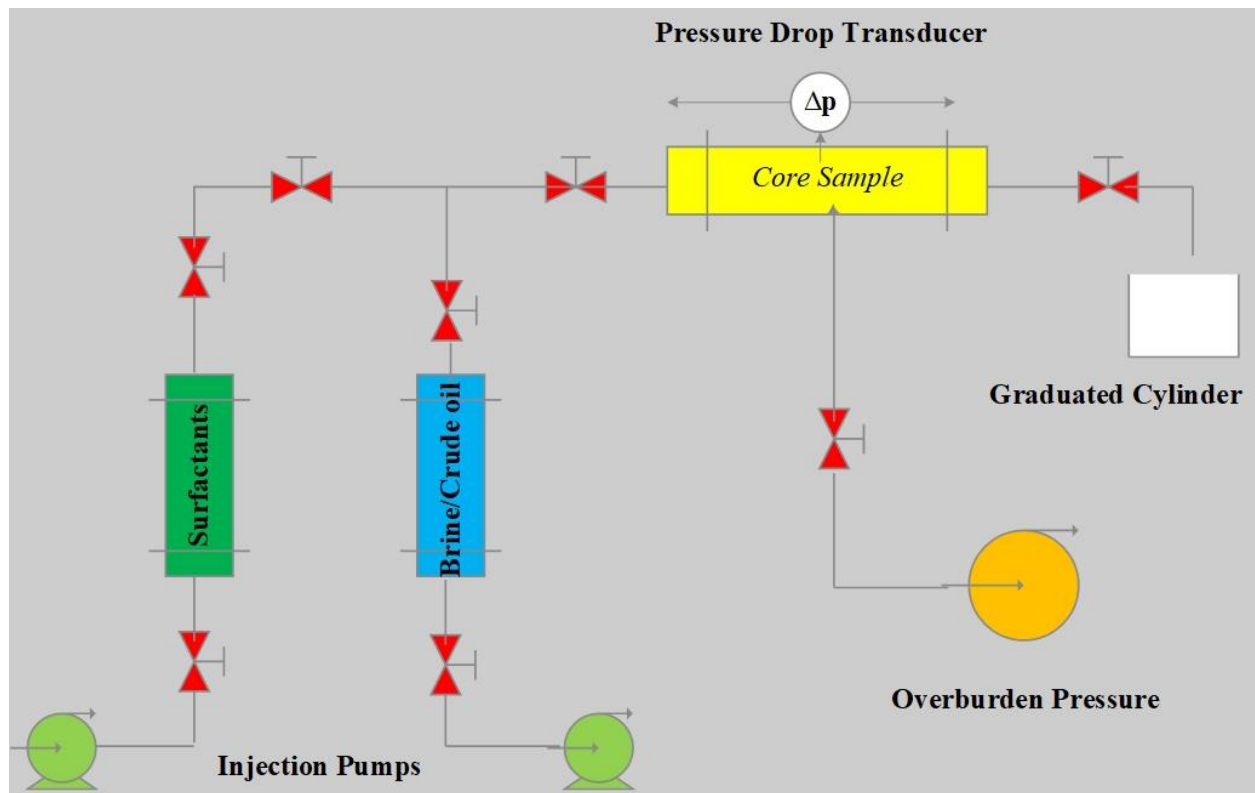 Pressure Drop Transducer
Δp
Core Sample
Graduated Cylinder
Surfactants
Brine/Crude oil
Overburden Pressure
Injection Pumps